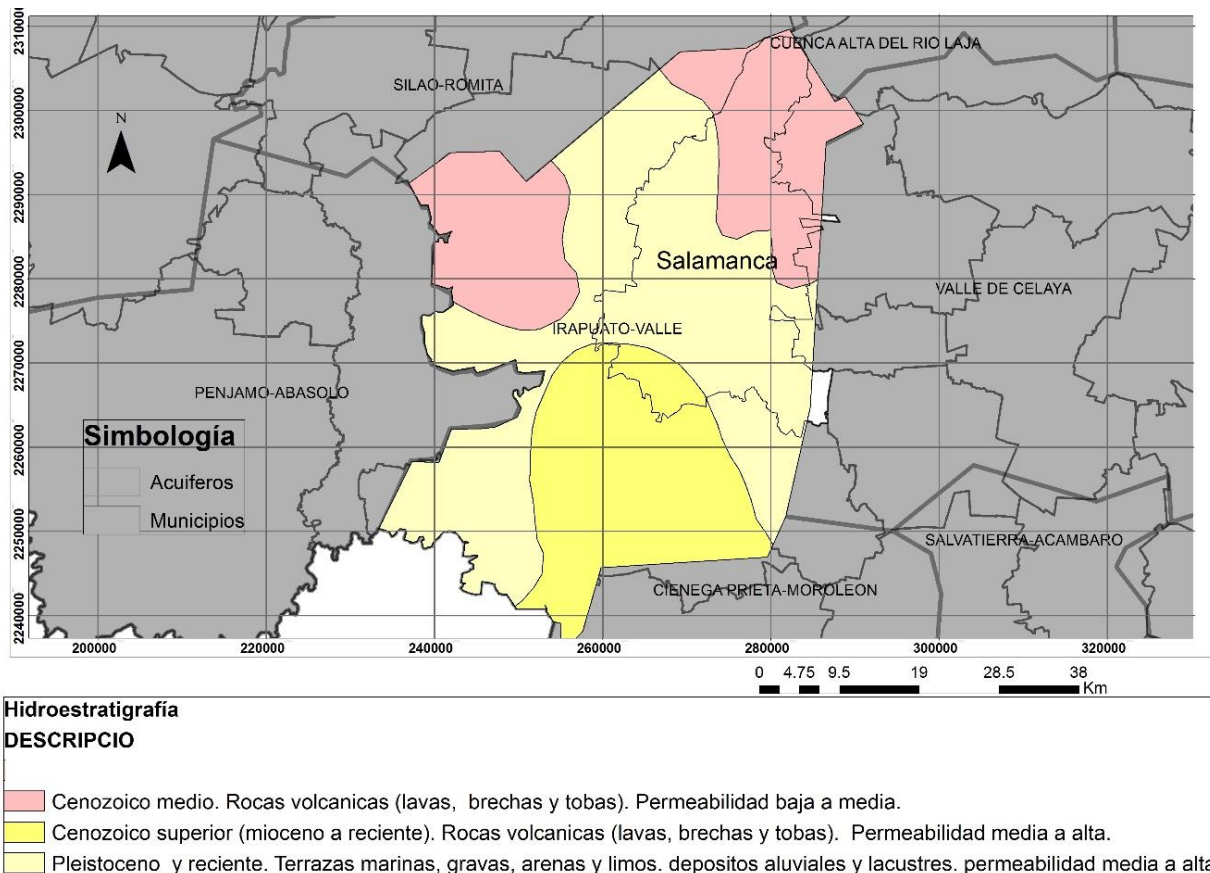 2310000
2300000
2290000
2280000
2270000
2260000
2250000
2240000
N
CUENCA ALTA DEL RIO LAJA
SILAO-ROMITA
Salamanca
VALLE DE CELAYA
IRAPUATO-VALLE
PENJAMO-ABASOLO
Simbología
Acuiferos
Municipios
SALVATIERRA-ACAMBARO
CIENEGA PRIETA-MOROLEON
200000 220000 240000 260000 280000 300000 320000
0 4.75 9.5 19 28.5 38
Km
Hidroestratigrafía
DESCRIPCIO
Cenozoico medio. Rocas volcanicas (lavas, brechas y tobas). Permeabilidad baja a media.
Cenozoico superior (mioceno a reciente). Rocas volcanicas (lavas, brechas y tobas). Permeabilidad media a alta.
Pleistoceno y reciente. Terrazas marinas, gravas, arenas y limos. depositos aluviales y lacustres. permeabilidad media a alta